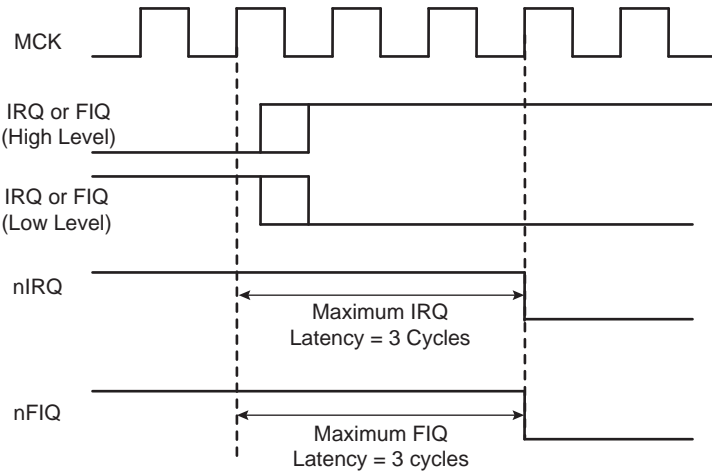 MCK
IRQ or FIQ
(High Level)
IRQ or FIQ
(Low Level)
nIRQ
Maximum IRQ
Latency = 3 Cycles
nFIQ
Maximum FIQ
Latency = 3 cycles